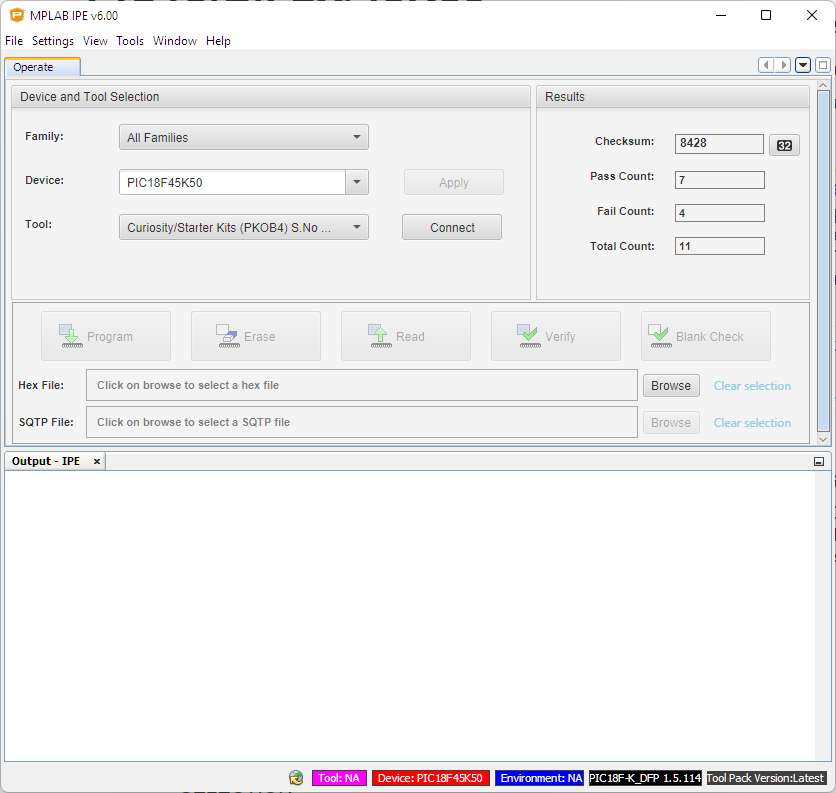 MPLAB IPE v6.00
File Settings View Tools Window Help
Operate
Device and Tool Selection
Results
Family:
All Families
Checksum:
8428
32
Device:
PIC18F45K50
Apply
Pass Count:
7
Tool:
Curiosity/Starter Kits (PKOB4) S.No ...
Connect
Fail Count:
4
Total Count:
11
Program
Erase
Read
Verify
Blank Check
Hex File:
Click on browse to select a hex file
Browse
Clear selection
SQTP File:
Click on browse to select a SQTP file
Browse
Clear selection
Output - IPE
Tool: NA
Device: PIC18F45K50
Environment: NA
PIC18F-K_DFP 1.5.114
Tool Pack Version:Latest